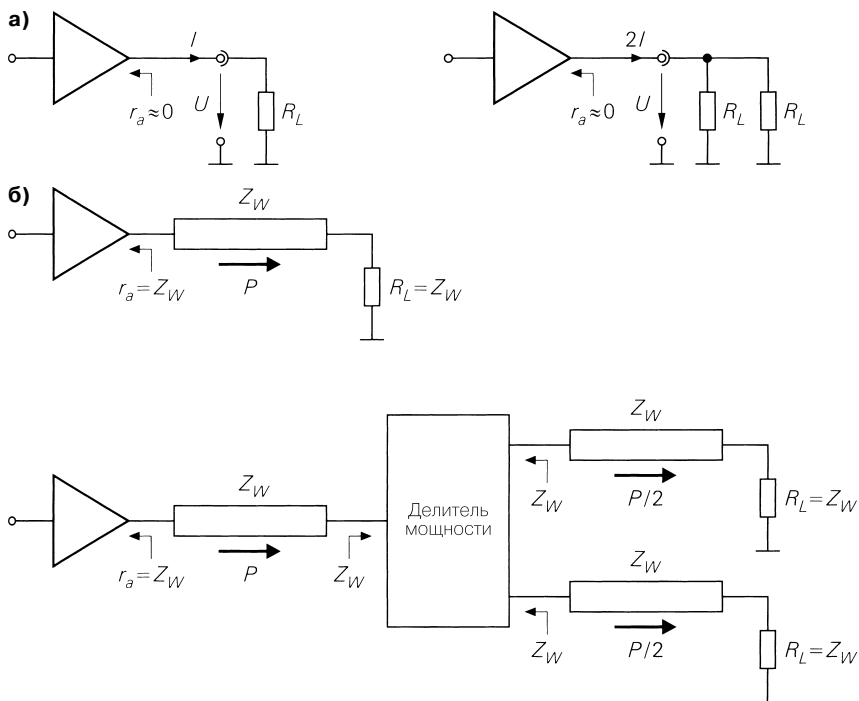 а)
I
r_a≈0
U
R_L
2I
r_a≈0
U
R_L
R_L
б)
Z_W
r_a=Z_W
P
R_L=Z_W
Z_W
r_a=Z_W
P
Z_W
Делитель
мощности
Z_W
Z_W
P/2
R_L=Z_W
Z_W
Z_W
P/2
R_L=Z_W